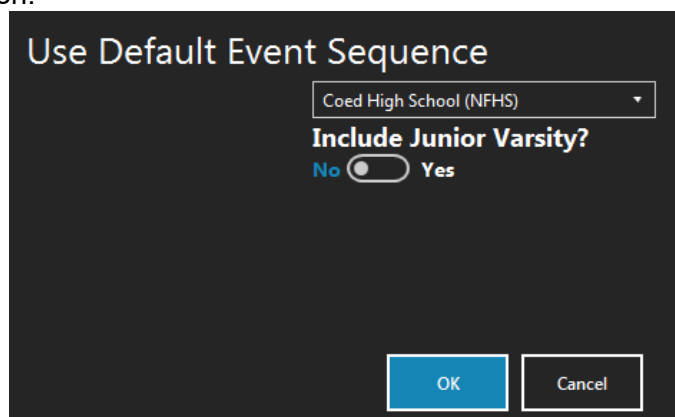 Use Default Event Sequence
Coed High School (NFHS)
Include Junior Varsity?
No Yes
OK Cancel